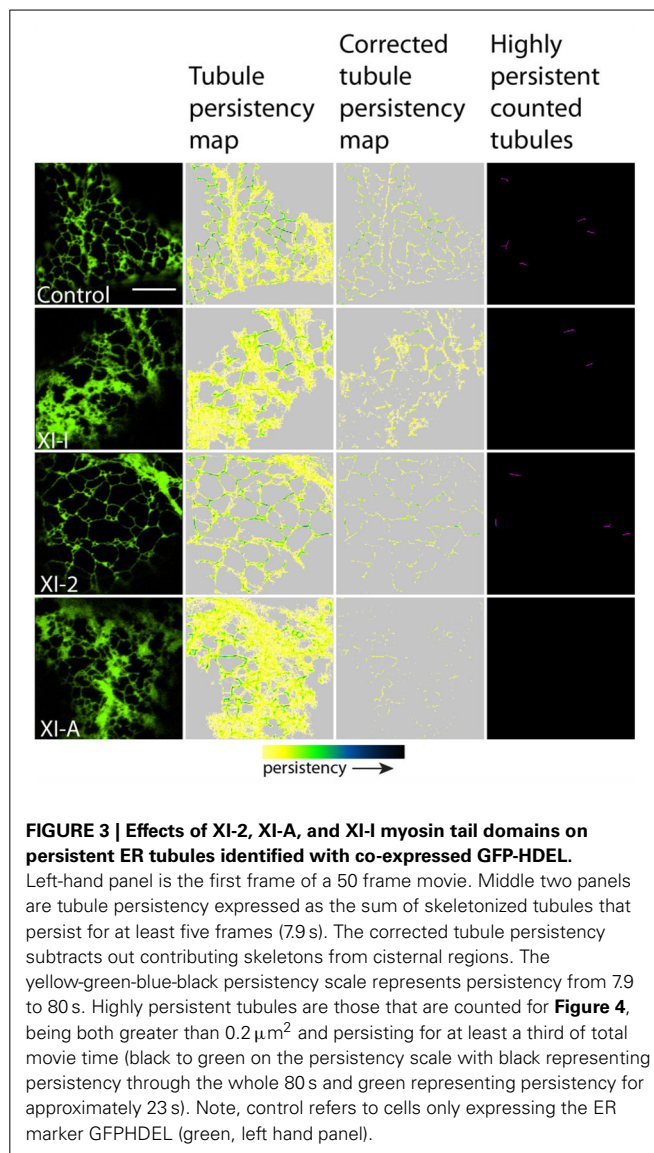 Tubule persistency map
Corrected tubule persistency map
Highly persistent counted tubules
Control
XI-I
XI-2
XI-A
persistency →
FIGURE 3 | Effects of XI-2, XI-A, and XI-I myosin tail domains on
persistent ER tubules identified with co-expressed GFP-HDEL.
Left-hand panel is the first frame of a 50 frame movie. Middle two panels
are tubule persistency expressed as the sum of skeletonized tubules that
persist for at least five frames (7.9 s). The corrected tubule persistency
subtracts out contributing skeletons from cisternal regions. The
yellow-green-blue-black persistency scale represents persistency from 7.9
to 80 s. Highly persistent tubules are those that are counted for Figure 4,
being both greater than 0.2 μm² and persisting for at least a third of total
movie time (black to green on the persistency scale with black representing
persistency through the whole 80 s and green representing persistency for
approximately 23 s). Note, control refers to cells only expressing the ER
marker GFPHDEL (green, left hand panel).